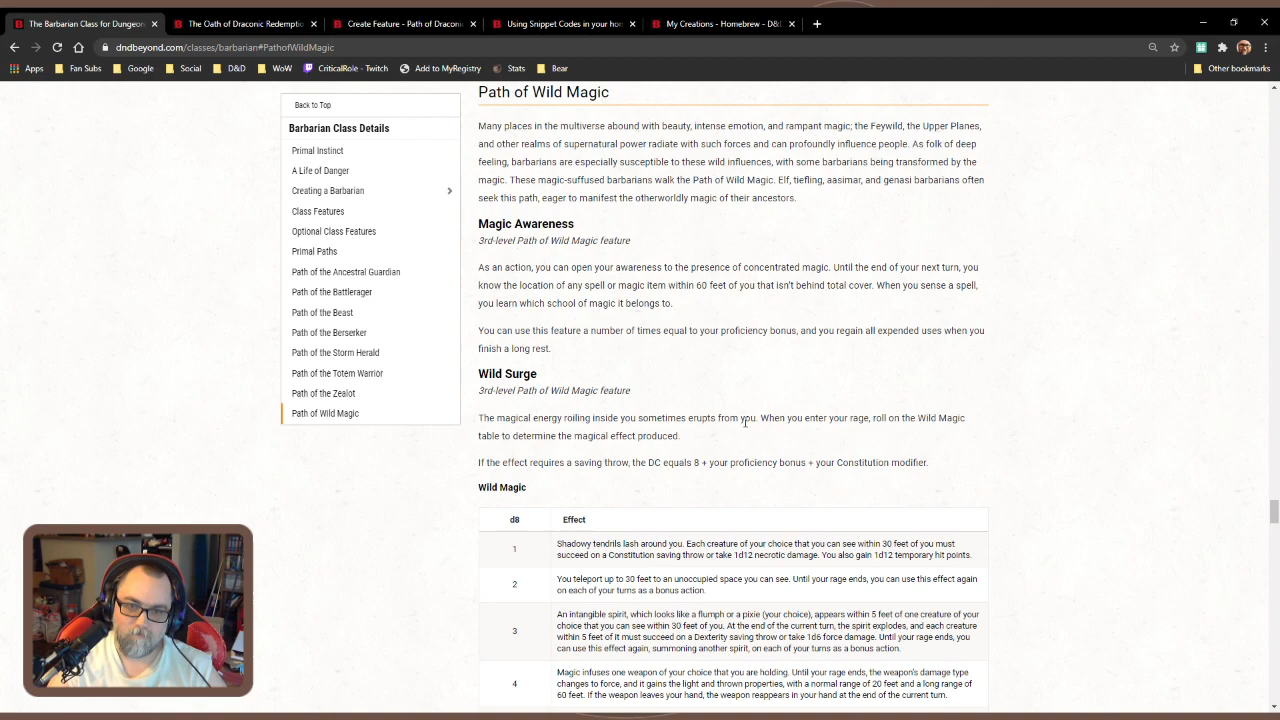 The Barbarian Class for Dungeon
The Oath of Draconic Redemptio
Create Feature - Path of Draconic
Using Snippet Codes in your hom
My Creations - Homebrew - D&D
dndbeyond.com/classes/barbarian#PathofWildMagic
Apps
Fan Subs
Google
Social
D&D
WoW
CriticalRole - Twitch
Add to MyRegistry
Stats
Bear
Other bookmarks
Back to Top
Barbarian Class Details
Primal Instinct
A Life of Danger
Creating a Barbarian
Class Features
Optional Class Features
Primal Paths
Path of the Ancestral Guardian
Path of the Battlerager
Path of the Beast
Path of the Berserker
Path of the Storm Herald
Path of the Totem Warrior
Path of the Zealot
Path of Wild Magic
Path of Wild Magic
Many places in the multiverse abound with beauty, intense emotion, and rampant magic; the Feywild, the Upper Planes,
and other realms of supernatural power radiate with such forces and can profoundly influence people. As folk of deep
feeling, barbarians are especially susceptible to these wild influences, with some barbarians being transformed by the
magic. These magic-suffused barbarians walk the Path of Wild Magic. Elf, tiefling, aasimar, and genasi barbarians often
seek this path, eager to manifest the otherworldly magic of their ancestors.
Magic Awareness
3rd-level Path of Wild Magic feature
As an action, you can open your awareness to the presence of concentrated magic. Until the end of your next turn, you
know the location of any spell or magic item within 60 feet of you that isn't behind total cover. When you sense a spell,
you learn which school of magic it belongs to.
You can use this feature a number of times equal to your proficiency bonus, and you regain all expended uses when you
finish a long rest.
Wild Surge
3rd-level Path of Wild Magic feature
The magical energy roiling inside you sometimes erupts from you. When you enter your rage, roll on the Wild Magic
table to determine the magical effect produced.
If the effect requires a saving throw, the DC equals 8 + your proficiency bonus + your Constitution modifier.
Wild Magic
d8 Effect
1 Shadowy tendrils lash around you. Each creature of your choice that you can see within 30 feet of you must
succeed on a Constitution saving throw or take 1d12 necrotic damage. You also gain 1d12 temporary hit points.
2 You teleport up to 30 feet to an unoccupied space you can see. Until your rage ends, you can use this effect again
on each of your turns as a bonus action.
3 An intangible spirit, which looks like a flumph or a pixie (your choice), appears within 5 feet of one creature of your
choice that you can see within 30 feet of you. At the end of the current turn, the spirit explodes, and each creature
within 5 feet of it must succeed on a Dexterity saving throw or take 1d6 force damage. Until your rage ends, you
can use this effect again, summoning another spirit, on each of your turns as a bonus action.
4 Magic infuses one weapon of your choice that you are holding. Until your rage ends, the weapon's damage type
changes to force, and it gains the light and thrown properties, with a normal range of 20 feet and a long range of
60 feet. If the weapon leaves your hand, the weapon reappears in your hand at the end of the current turn.